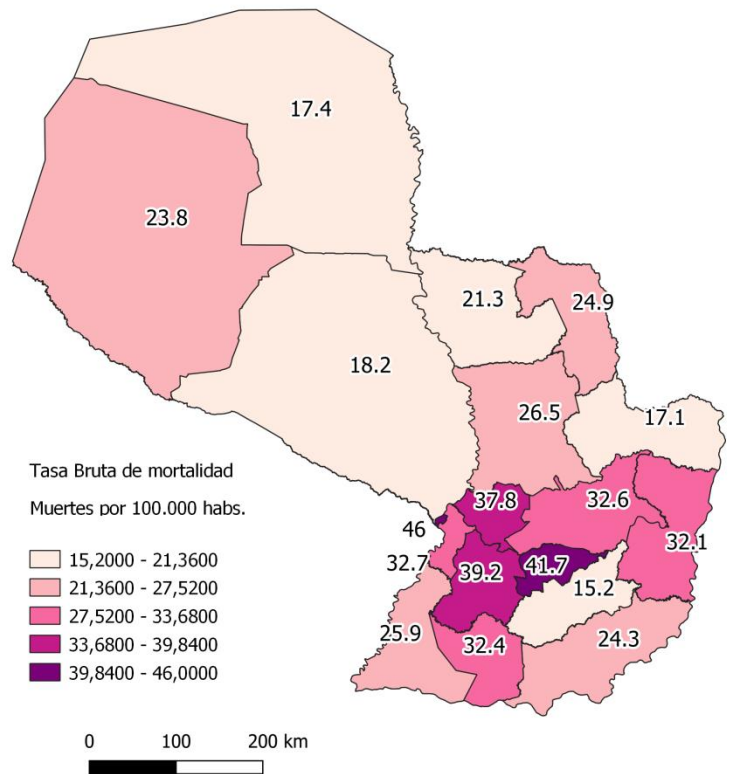 17.4
23.8
21.3
24.9
18.2
26.5
17.1
37.8
32.6
46
32.7
39.2
41.7
32.1
15.2
25.9
32.4
24.3
Tasa Bruta de mortalidad
Muertes por 100.000 habs.
15,2000 - 21,3600
21,3600 - 27,5200
27,5200 - 33,6800
33,6800 - 39,8400
39,8400 - 46,0000
0 100 200 km